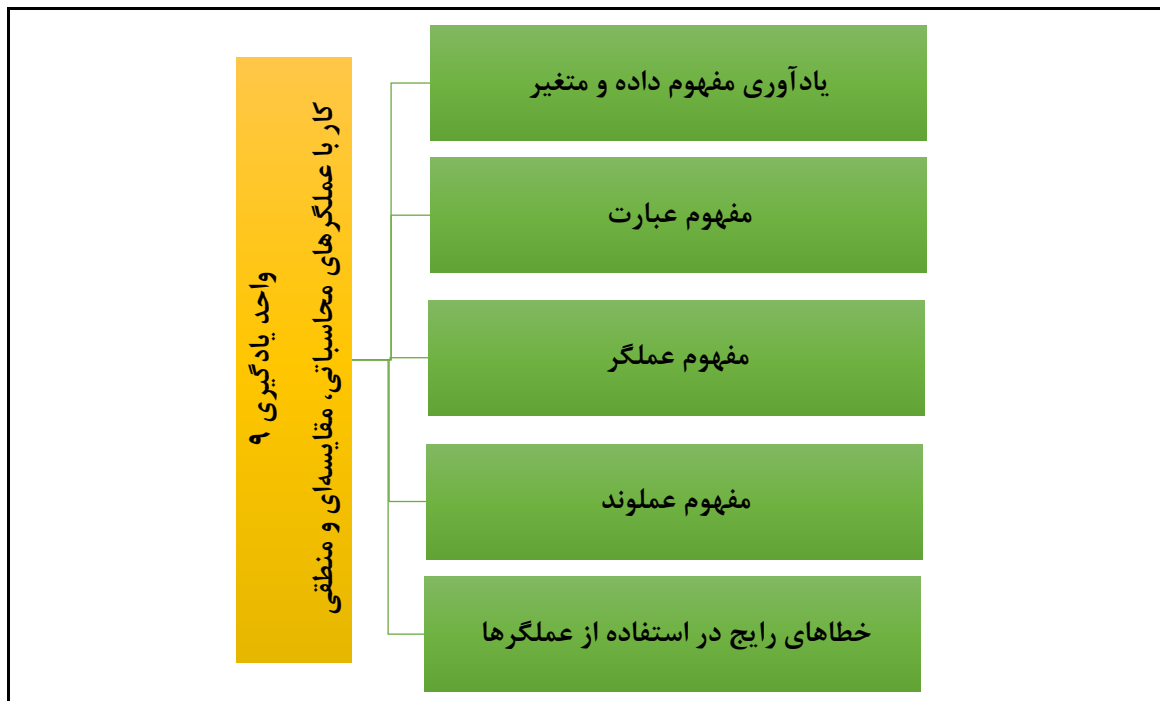 واحد یادگیری ۹
کار با عملگرهای محاسباتی، مقایسه‌ای و منطقی
یادآوری مفهوم داده و متغیر
مفهوم عبارت
مفهوم عملگر
مفهوم عملوند
خطاهای رایج در استفاده از عملگرها